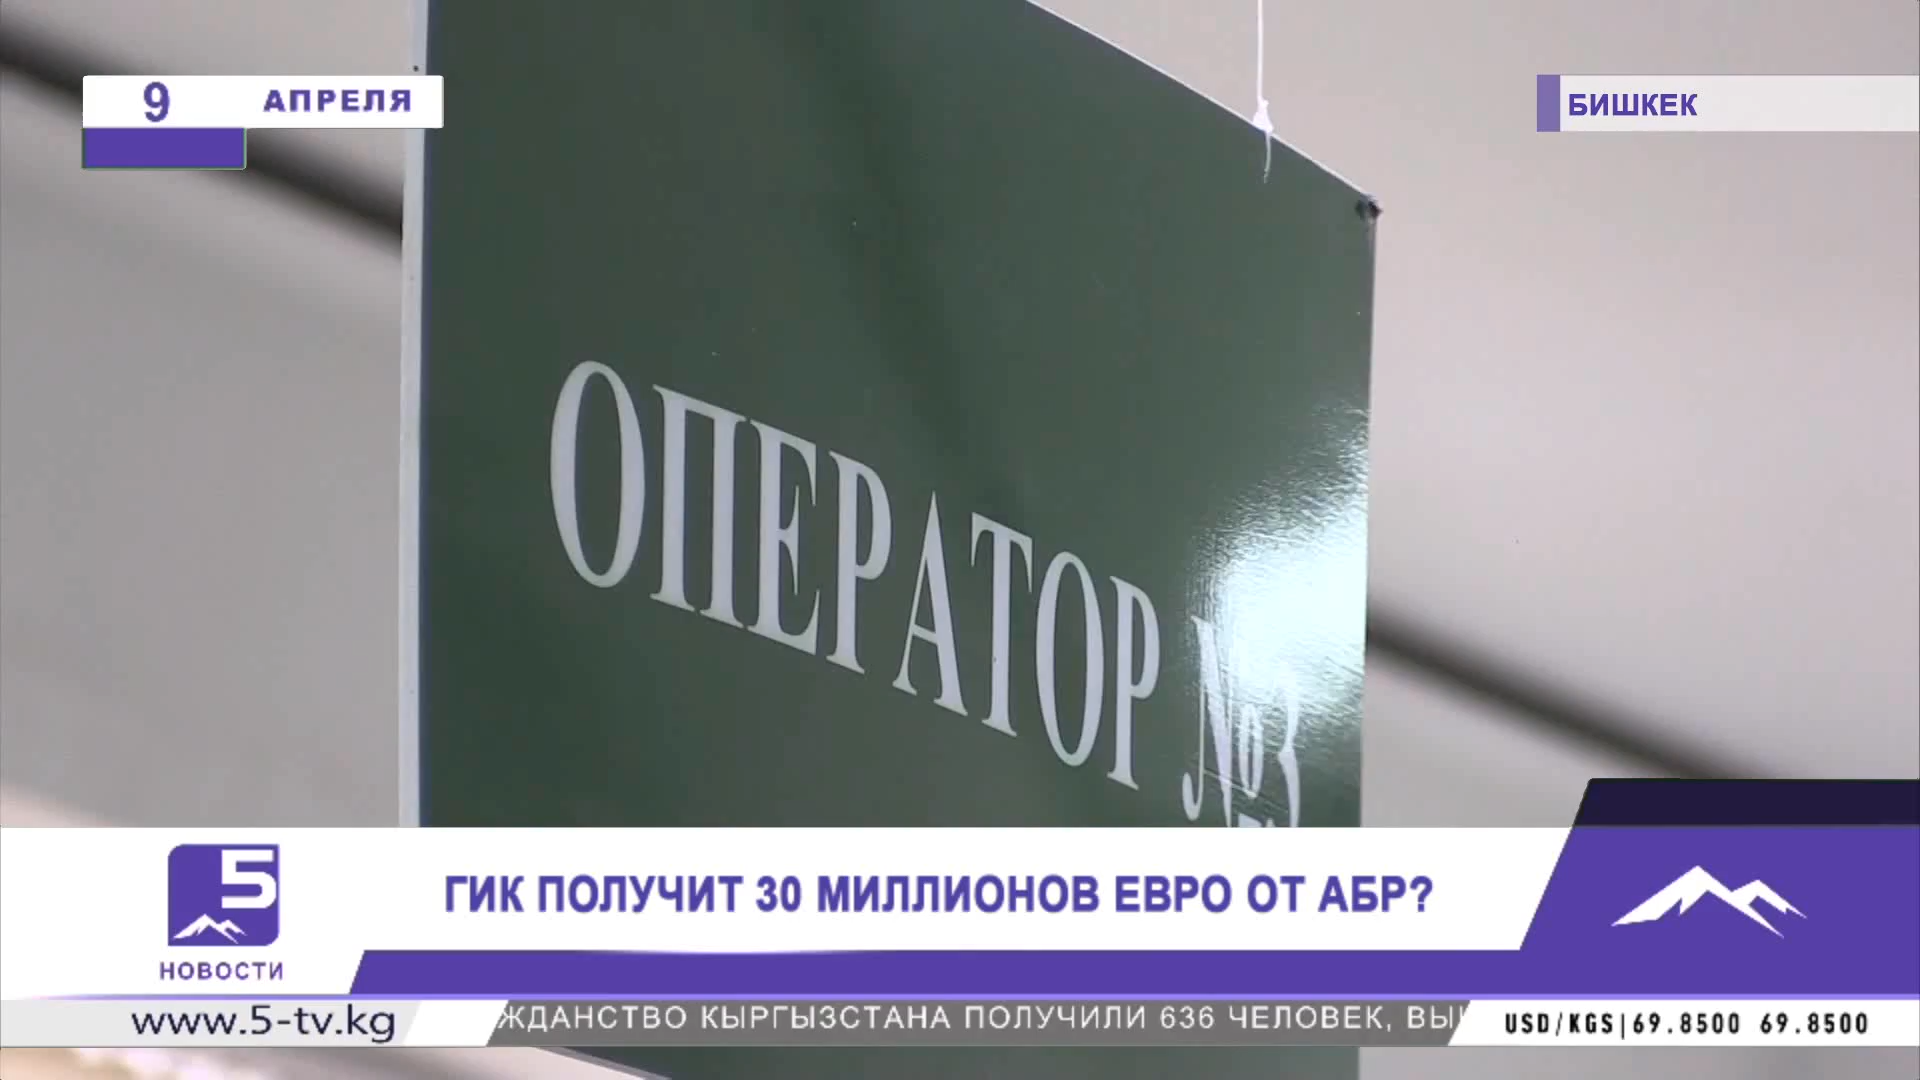 9 АПРЕЛЯ
БИШКЕК
ОПЕРАТОР №3
5
НОВОСТИ
ГИК ПОЛУЧИТ 30 МИЛЛИОНОВ ЕВРО ОТ АБР?
www.5-tv.kg
ЖДАНСТВО КЫРГЫЗСТАНА ПОЛУЧИЛИ 636 ЧЕЛОВЕК, ВЫ
USD/KGS|69.8500 69.8500